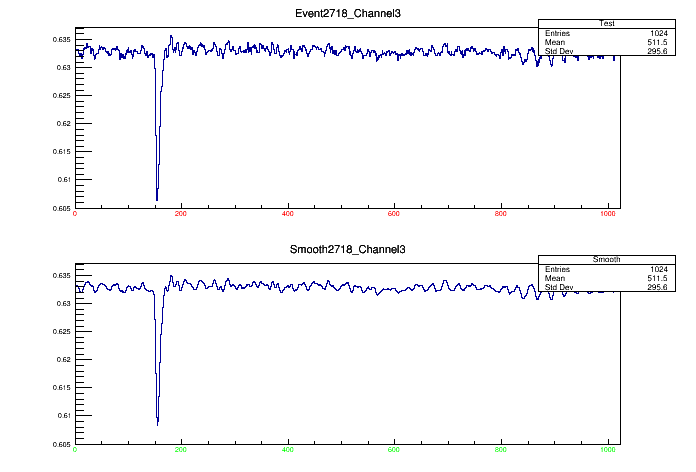 Event2718_Channel3
Test
Entries 1024
Mean 511.5
Std Dev 295.6
0.635
0.63
0.625
0.62
0.615
0.61
0.605
0 200 400 600 800 1000
Smooth2718_Channel3
Smooth
Entries 1024
Mean 511.5
Std Dev 295.6
0.635
0.63
0.625
0.62
0.615
0.61
0.605
0 200 400 600 800 1000